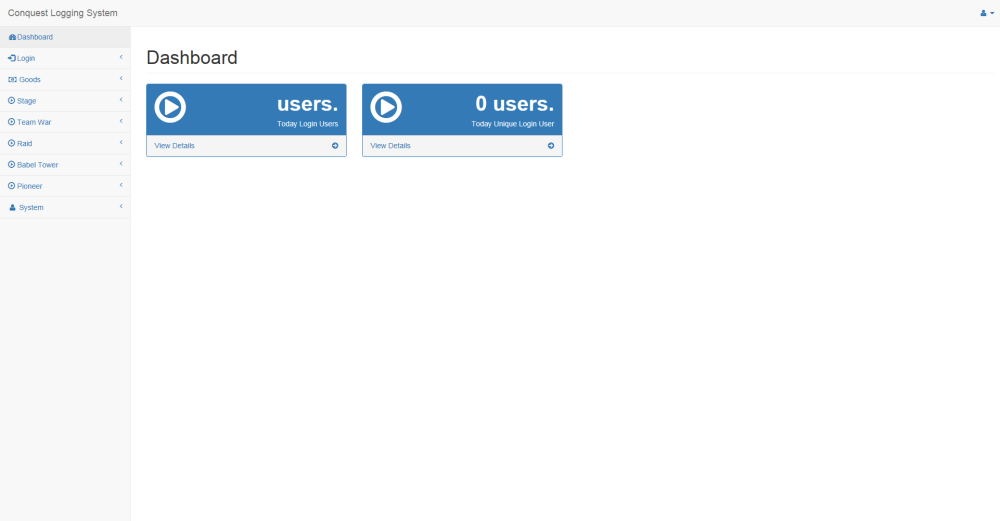 Conquest Logging System
Dashboard
Login
Goods
Stage
Team War
Raid
Babel Tower
Pioneer
System
Dashboard
users.
Today Login Users
View Details
0 users.
Today Unique Login User
View Details